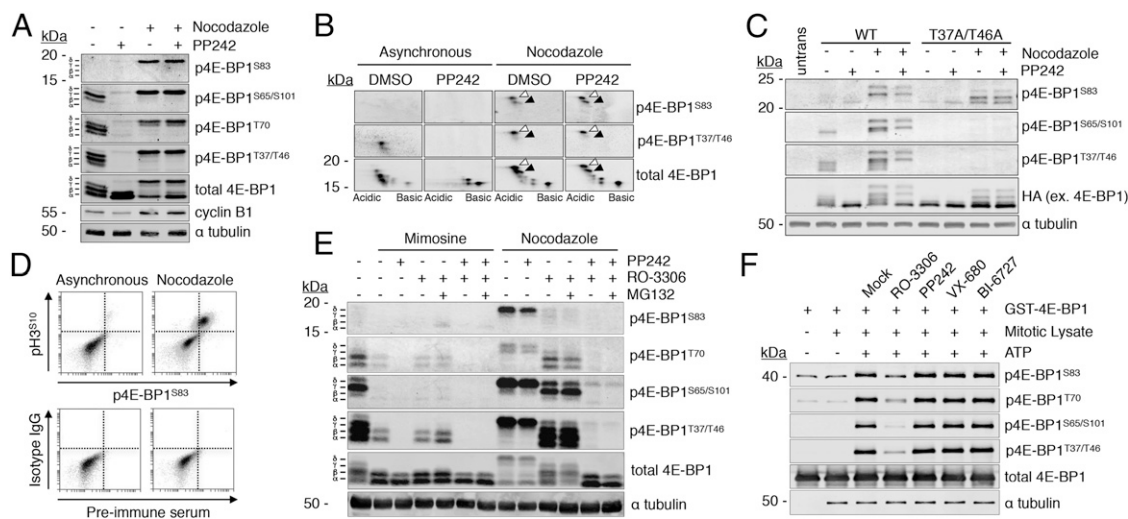 A
kDa
- - + + Nocodazole
- + - + PP242
20 -
15 -
p4E-BP1S83
p4E-BP1S65/S101
p4E-BP1T70
p4E-BP1T37/T46
total 4E-BP1
55 -
cyclin B1
50 -
α tubulin
B
Asynchronous Nocodazole
kDa
DMSO PP242 DMSO PP242
p4E-BP1S83
p4E-BP1T37/T46
20 -
15 -
total 4E-BP1
Acidic Basic Acidic Basic Acidic Basic Acidic Basic
C
untrans WT T37A/T46A
kDa
- - + + - - + + Nocodazole
- + - + - + - + PP242
25 -
20 -
p4E-BP1S83
p4E-BP1S65/S101
p4E-BP1T37/T46
HA (ex. 4E-BP1)
50 -
α tubulin
D
Asynchronous Nocodazole
pH3S10
p4E-BP1S83
Isotype IgG
Pre-immune serum
E
Mimosine Nocodazole
- - + - - + + - + - - + + PP242
- - - + + + + - - + + + + RO-3306
- - - - + - + - - - + - + MG132
kDa
20 -
15 -
δ γ β α
p4E-BP1S83
p4E-BP1T70
p4E-BP1S65/S101
p4E-BP1T37/T46
total 4E-BP1
50 -
α tubulin
F
Mock RO-3306 PP242 VX-680 BI-6727
+ + + + + + + GST-4E-BP1
- + + + + + + Mitotic Lysate
- - + + + + + ATP
kDa
40 -
p4E-BP1S83
p4E-BP1T70
p4E-BP1S65/S101
p4E-BP1T37/T46
total 4E-BP1
50 -
α tubulin